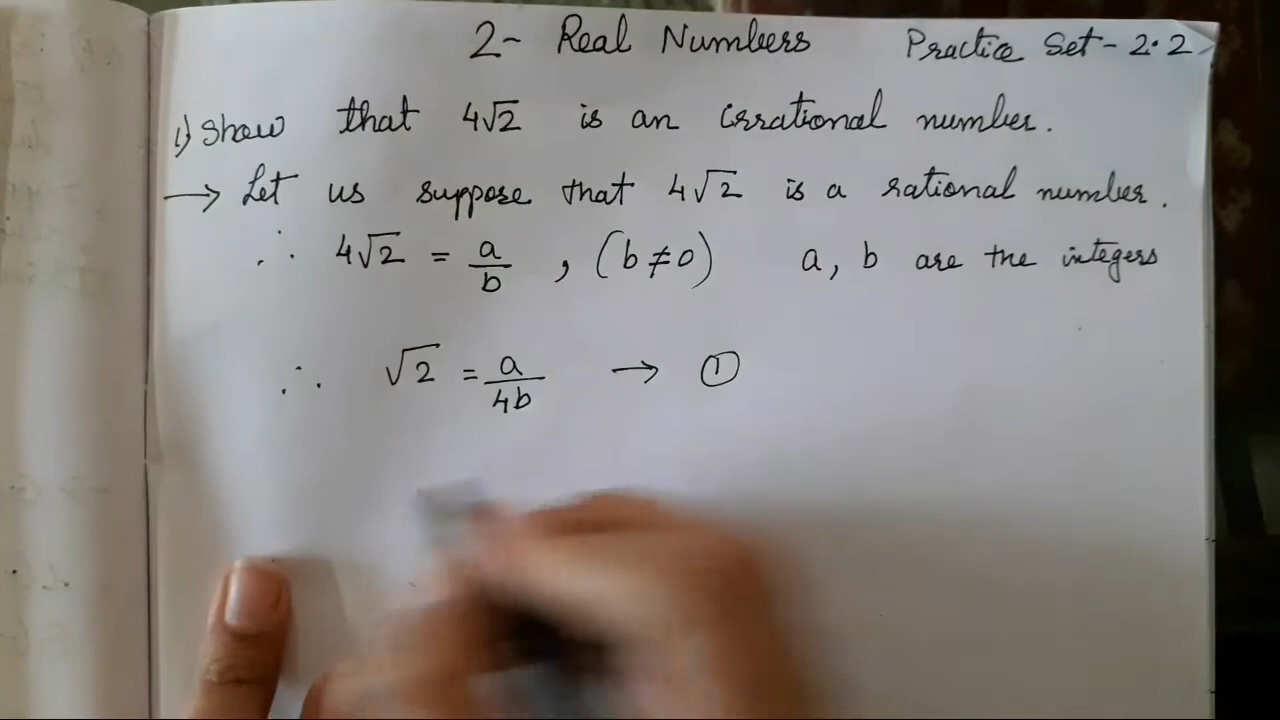 2- Real Numbers Practice Set - 2.2
1) Show that 4√2 is an irrational number.
→ Let us suppose that 4√2 is a rational number.
∴ 4√2 = a/b , (b ≠ 0) a, b are the integers
∴ √2 = a/4b → ①